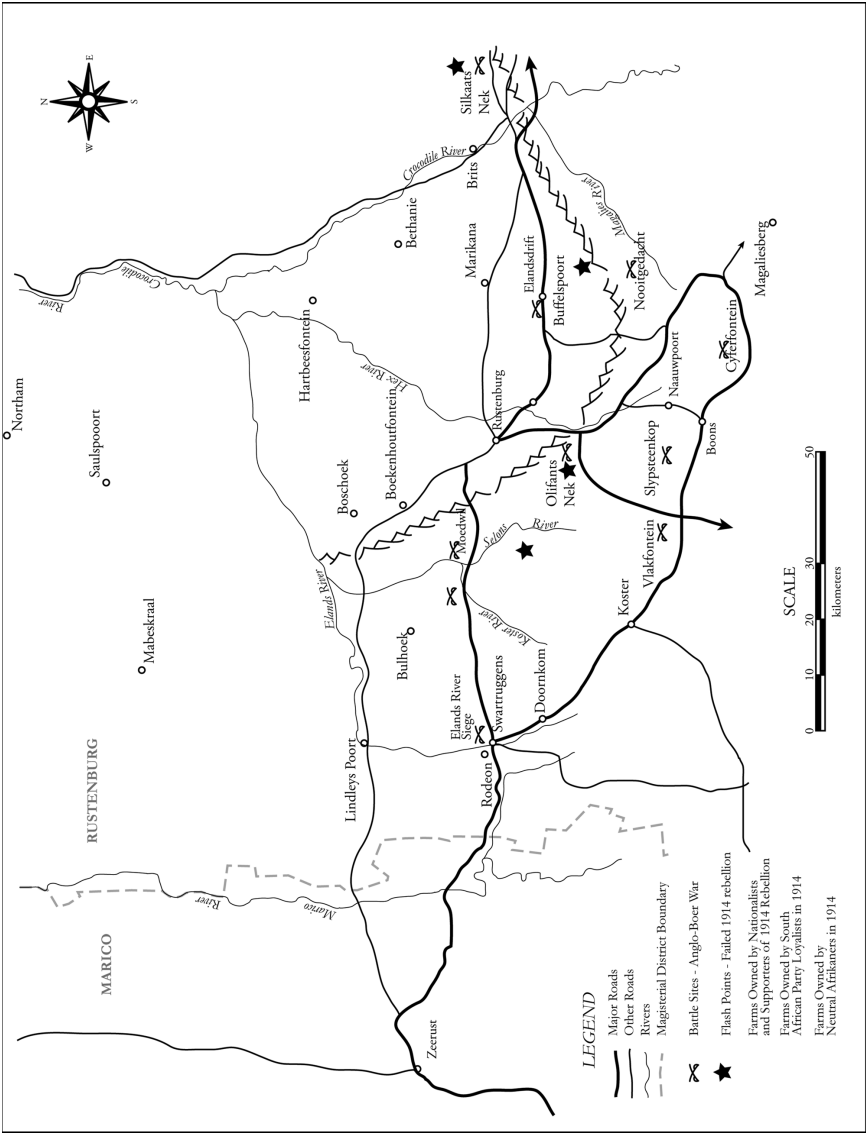 Northam
Saulspooort
Mabeskraal
RUSTENBURG
MARICO
N
W
E
S
River
Crocodile
Hartbeesfontein
Bethanie
Crocodile River
Hex River
Boschoek
Boekenhoutfontein
Elands River
Bulhoek
Lindleys Poort
River
Marico
Zeerust
Silkaats
Nek
Brits
Marikana
Rustenburg
Moedwil
Selons
River
Koster River
Elands River
Siege
Swartruggens
Rodeon
Doornkom
Elandsdrift
Buffelspoort
Magalies River
Nooitgedacht
Olifants
Nek
Naauwpoort
Slypsteenkop
Vlakfontein
Koster
Boons
Cyferfontein
Magaliesberg
LEGEND
Major Roads
Other Roads
Rivers
Magisterial District Boundary
Battle Sites - Anglo-Boer War
Flash Points - Failed 1914 rebellion
Farms Owned by Nationalists
and Supporters of 1914 Rebellion
Farms Owned by South
African Party Loyalists in 1914
Farms Owned by
Neutral Afrikaners in 1914
SCALE
0 10 20 30 50
kilometers